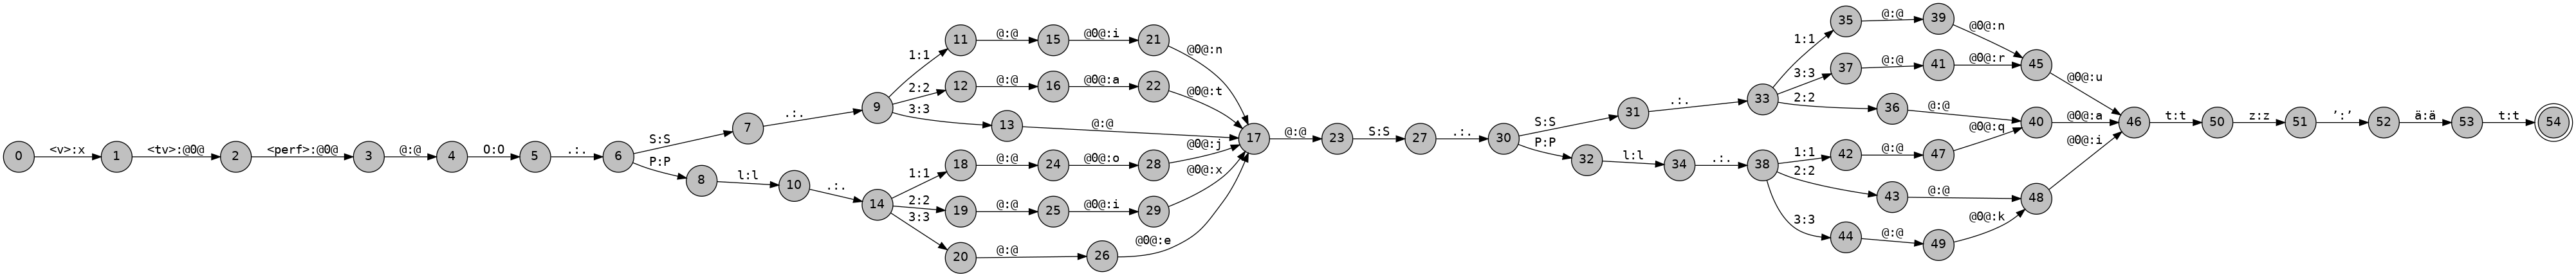 0 <v>:x 1 <tv>:@0@ 2 <perf>:@0@ 3 @:@ 4 O:O 5 .:. 6
S:S 7 .:. 9
P:P 8 l:l 10 .:. 14
1:1 11 @:@ 15 @0@:i 21 @0@:n
2:2 12 @:@ 16 @0@:a 22 @0@:t
3:3 13 @:@ 17
1:1 18 @:@ 24 @0@:o 28 @0@:j
2:2 19 @:@ 25 @0@:i 29 @0@:x
3:3 20 @:@ 26 @0@:e
@:@ 23 S:S 27 .:. 30
S:S 31 .:. 33
P:P 32 l:l 34 .:. 38
1:1 35 @:@ 39 @0@:n
3:3 37 @:@ 41 @0@:r 45 @0@:u
2:2 36 @:@ 40 @0@:a
1:1 42 @:@ 47 @0@:q
2:2 43 @:@ 48 @0@:i
3:3 44 @:@ 49 @0@:k
46 t:t 50 z:z 51 ’:’ 52 ä:ä 53 t:t 54